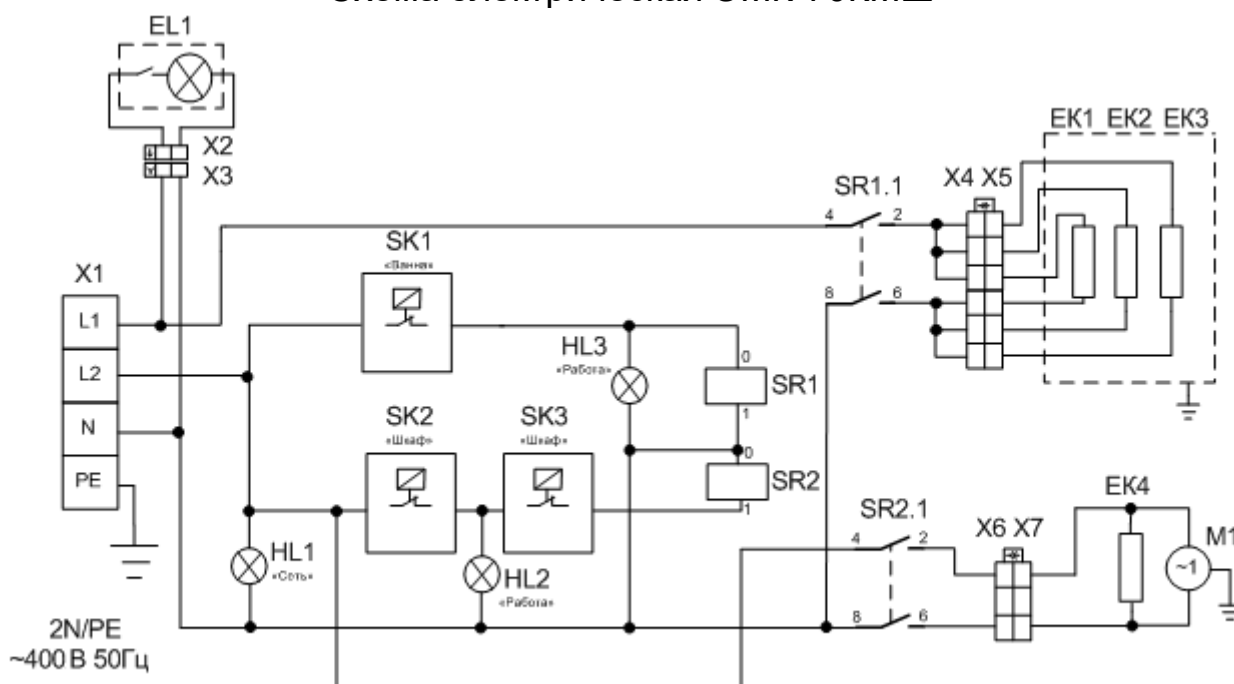 EL1
X2
X3
EK1 EK2 EK3
SR1.1
X4 X5
4
2
SK1
«Ванна»
X1
L1
8
6
HL3
«Работа»
0
SR1
1
L2
SK2
«Шкаф»
SK3
«Шкаф»
N
0
SR2
1
PE
SR2.1
X6 X7
EK4
4
2
M1
~1
HL1
«Сеть»
HL2
«Работа»
8
6
2N/PE
~400 В 50Гц